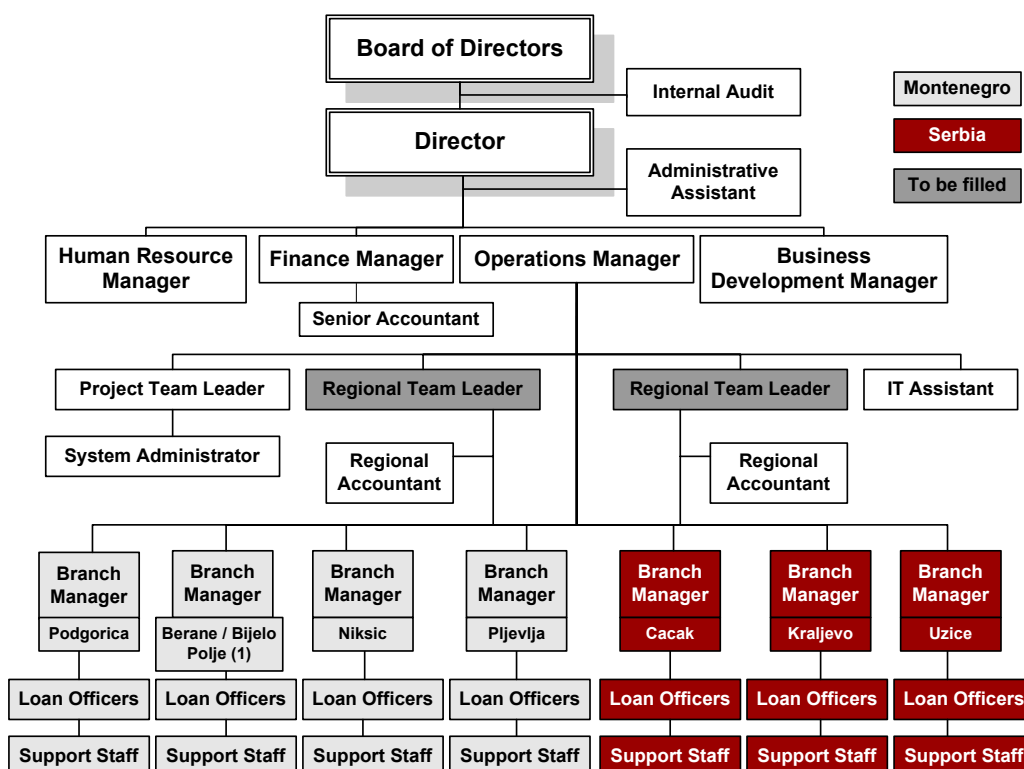 Board of Directors
Internal Audit
Montenegro
Serbia
Director
Administrative
Assistant
To be filled
Human Resource
Manager
Finance Manager
Operations Manager
Business
Development Manager
Senior Accountant
Project Team Leader
Regional Team Leader
Regional Team Leader
IT Assistant
System Administrator
Regional
Accountant
Regional
Accountant
Branch
Manager
Podgorica
Branch
Manager
Berane / Bijelo
Polje (1)
Branch
Manager
Niksic
Branch
Manager
Pljevlja
Branch
Manager
Cacak
Branch
Manager
Kraljevo
Branch
Manager
Uzice
Loan Officers
Loan Officers
Loan Officers
Loan Officers
Loan Officers
Loan Officers
Loan Officers
Support Staff
Support Staff
Support Staff
Support Staff
Support Staff
Support Staff
Support Staff